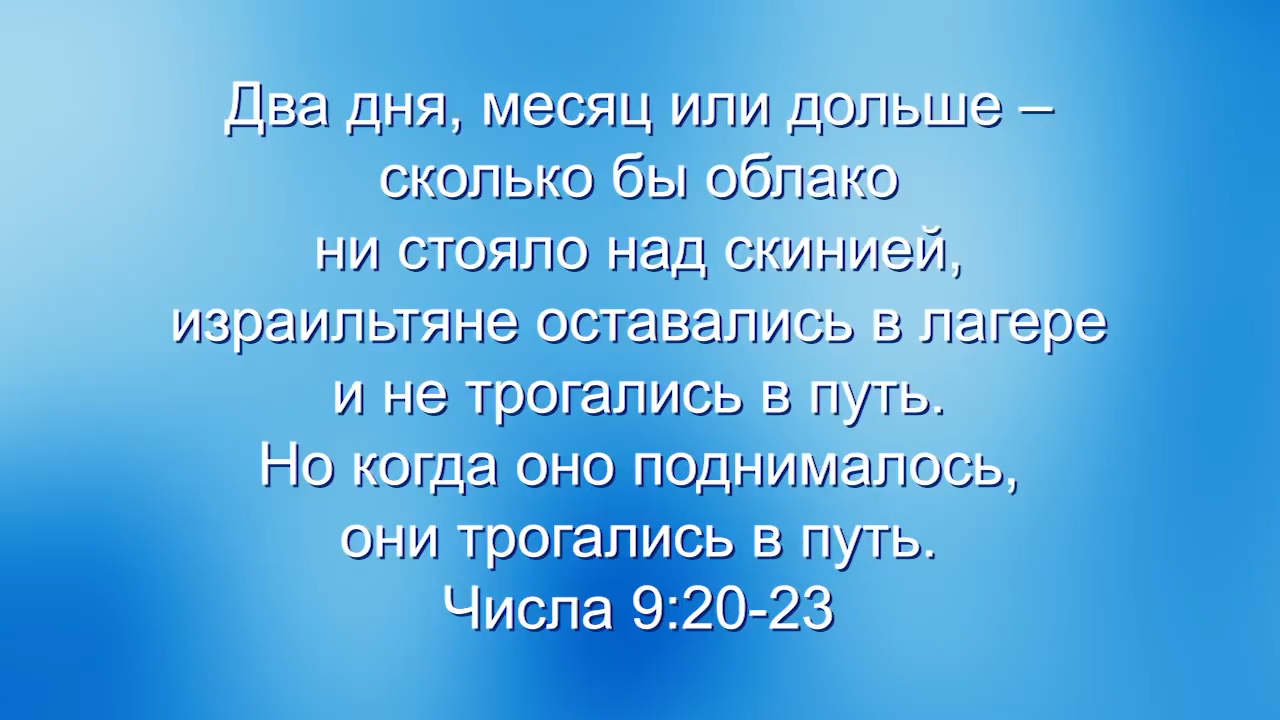 Два дня, месяц или дольше –
сколько бы облако
ни стояло над скинией,
израильтяне оставались в лагере
и не трогались в путь.
Но когда оно поднималось,
они трогались в путь.
Числа 9:20-23